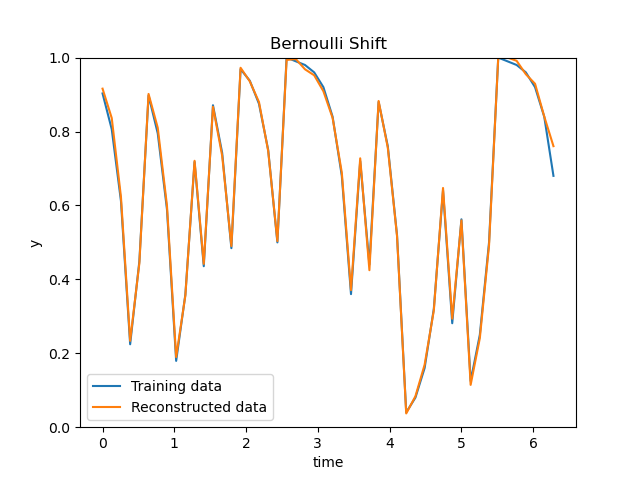 Bernoulli Shift
1.0
0.8
0.6
0.4
0.2
0.0
y
Training data
Reconstructed data
0 1 2 3 4 5 6
time